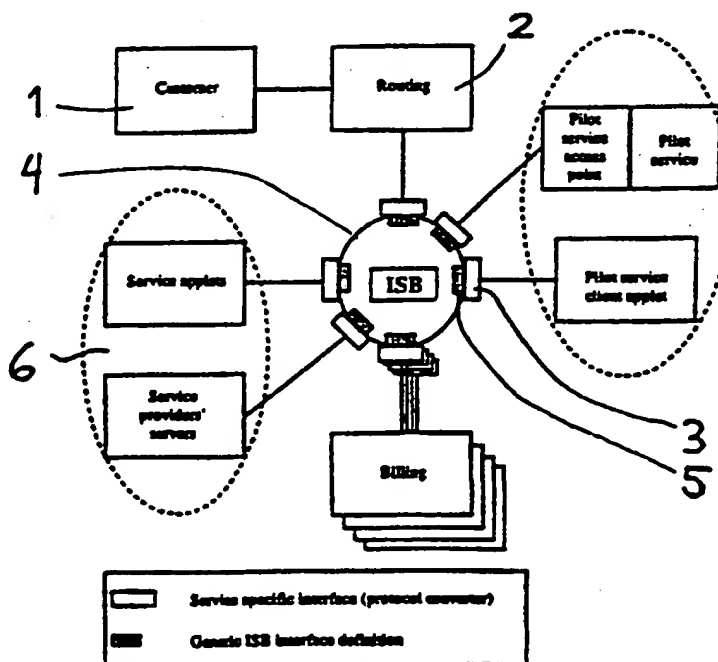 1
Customer
Routing
2
Pilot
service
access
point
Pilot
service
4
Service applets
ISB
Pilot service
client applet
6
Service
providers'
servers
3
5
Billing
Service specific interface (protocol converter)
Generic ISB interface definition